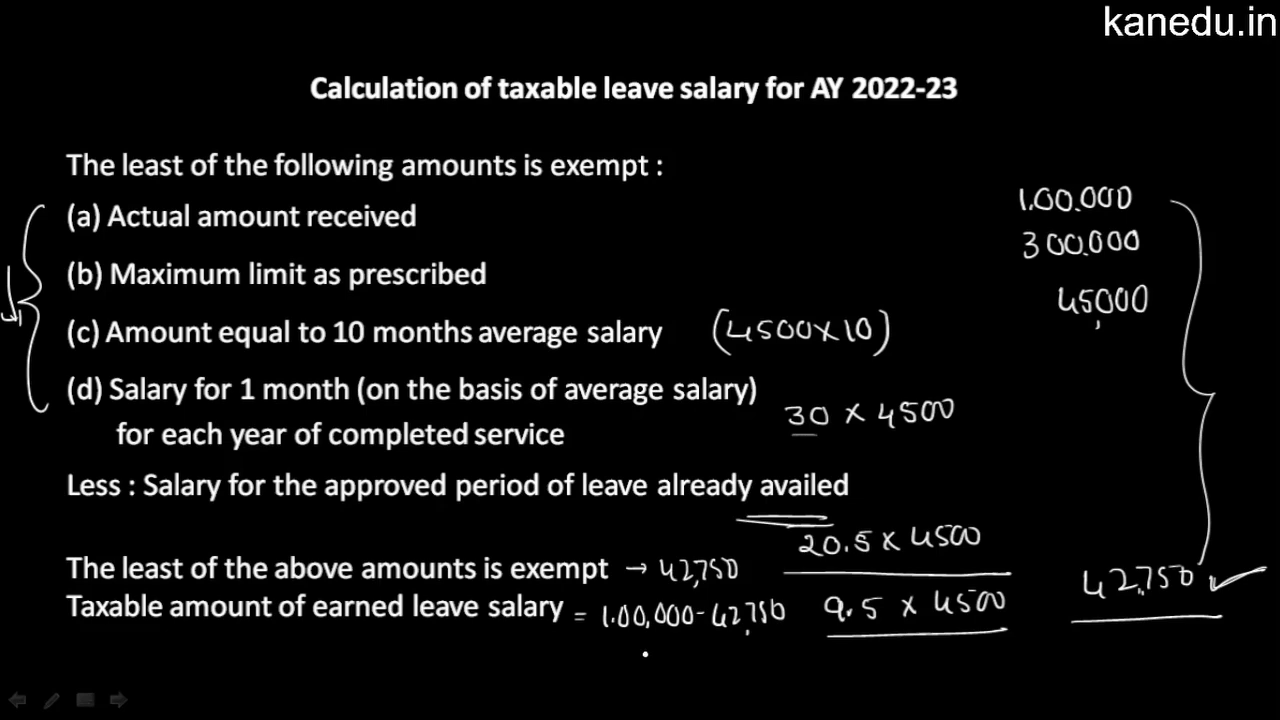 kanedu.in
Calculation of taxable leave salary for AY 2022-23
The least of the following amounts is exempt :
(a) Actual amount received 1,00,000
(b) Maximum limit as prescribed 300,000
(c) Amount equal to 10 months average salary (4500×10) 45,000
(d) Salary for 1 month (on the basis of average salary)
for each year of completed service 30 × 4500
Less : Salary for the approved period of leave already availed
20.5 × 4500
The least of the above amounts is exempt → 42,750
Taxable amount of earned leave salary = 1,00,000 - 42,750 9.5 × 4500 42,750